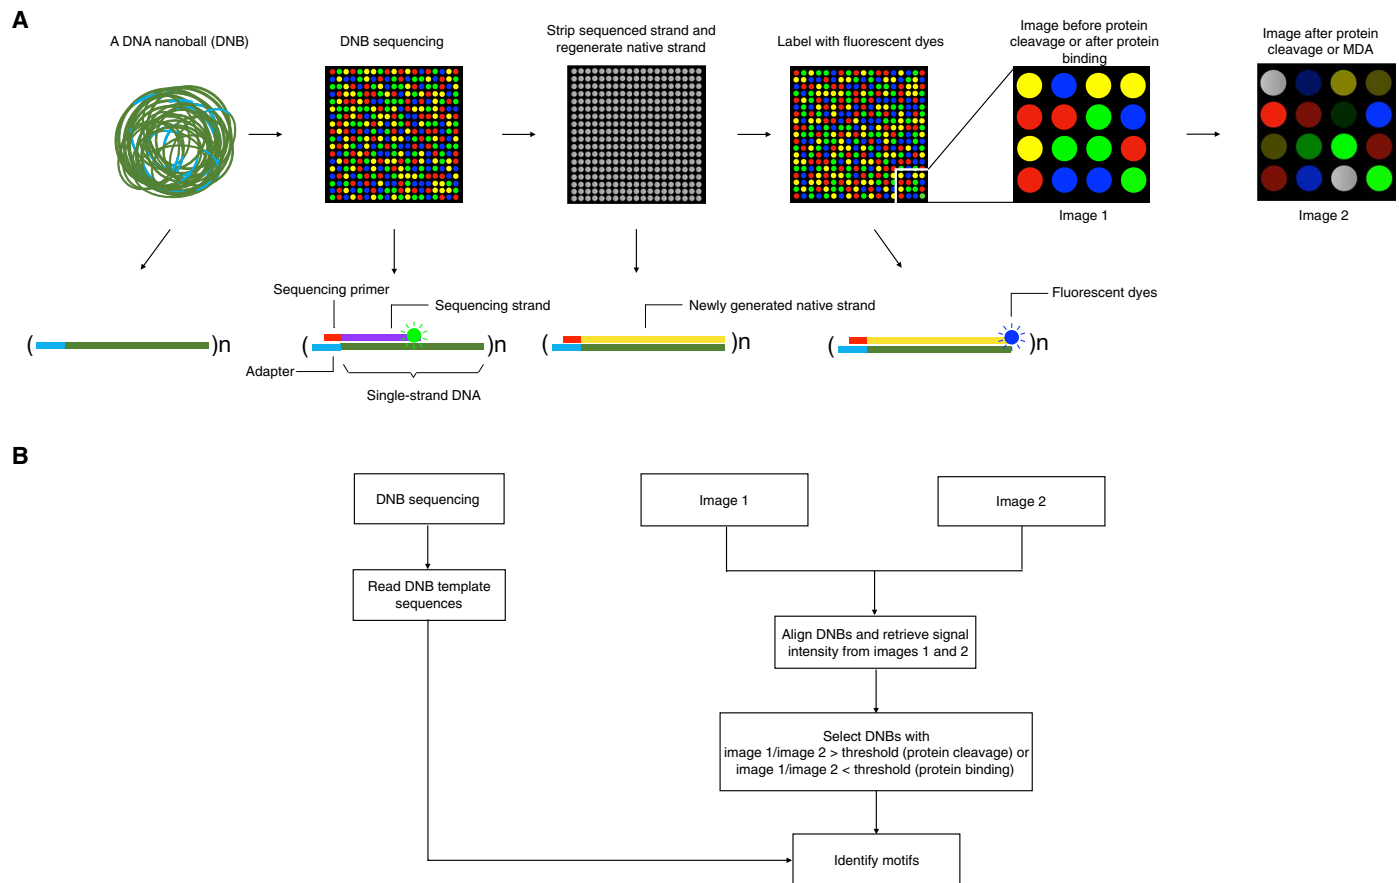 A
A DNA nanoball (DNB)
DNB sequencing
Strip sequenced strand and
regenerate native strand
Label with fluorescent dyes
Image before protein
cleavage or after protein
binding
Image after protein
cleavage or MDA
Image 1
Image 2
Sequencing primer
Sequencing strand
Newly generated native strand
Fluorescent dyes
( )n
( )n
( )n
( )n
Adapter
Single-strand DNA
B
DNB sequencing
Image 1
Image 2
Read DNB template
sequences
Align DNBs and retrieve signal
intensity from images 1 and 2
Select DNBs with
image 1/image 2 > threshold (protein cleavage) or
image 1/image 2 < threshold (protein binding)
Identify motifs